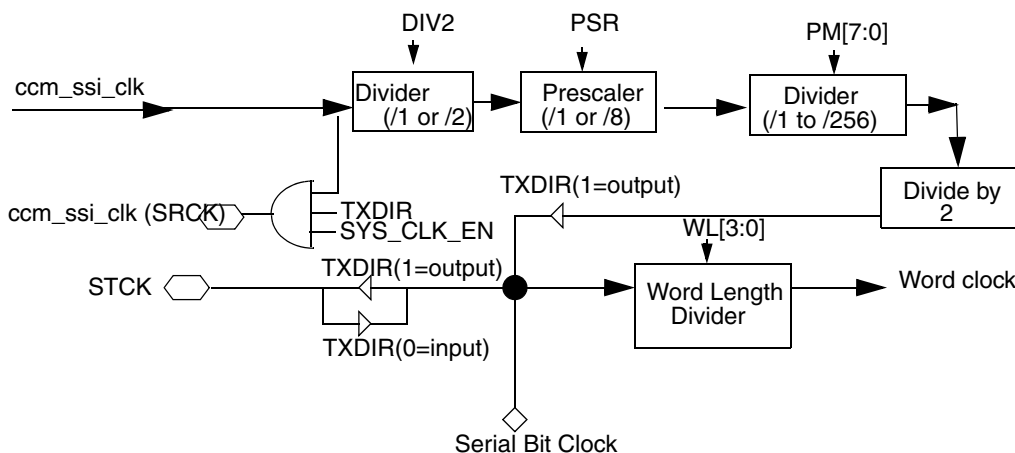 DIV2
PSR
PM[7:0]
ccm_ssi_clk
Divider
(/1 or /2)
Prescaler
(/1 or /8)
Divider
(/1 to /256)
TXDIR(1=output)
Divide by
2
ccm_ssi_clk (SRCK)
TXDIR
SYS_CLK_EN
WL[3:0]
TXDIR(1=output)
STCK
Word Length
Divider
Word clock
TXDIR(0=input)
Serial Bit Clock